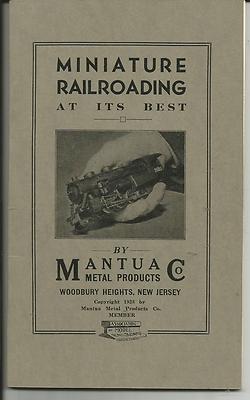 MINIATURE
RAILROADING
AT ITS BEST
BY
MANTUA Co
METAL PRODUCTS
WOODBURY HEIGHTS, NEW JERSEY
Copyright 1938 by
Mantua Metal Products Co.
MEMBER
MODEL